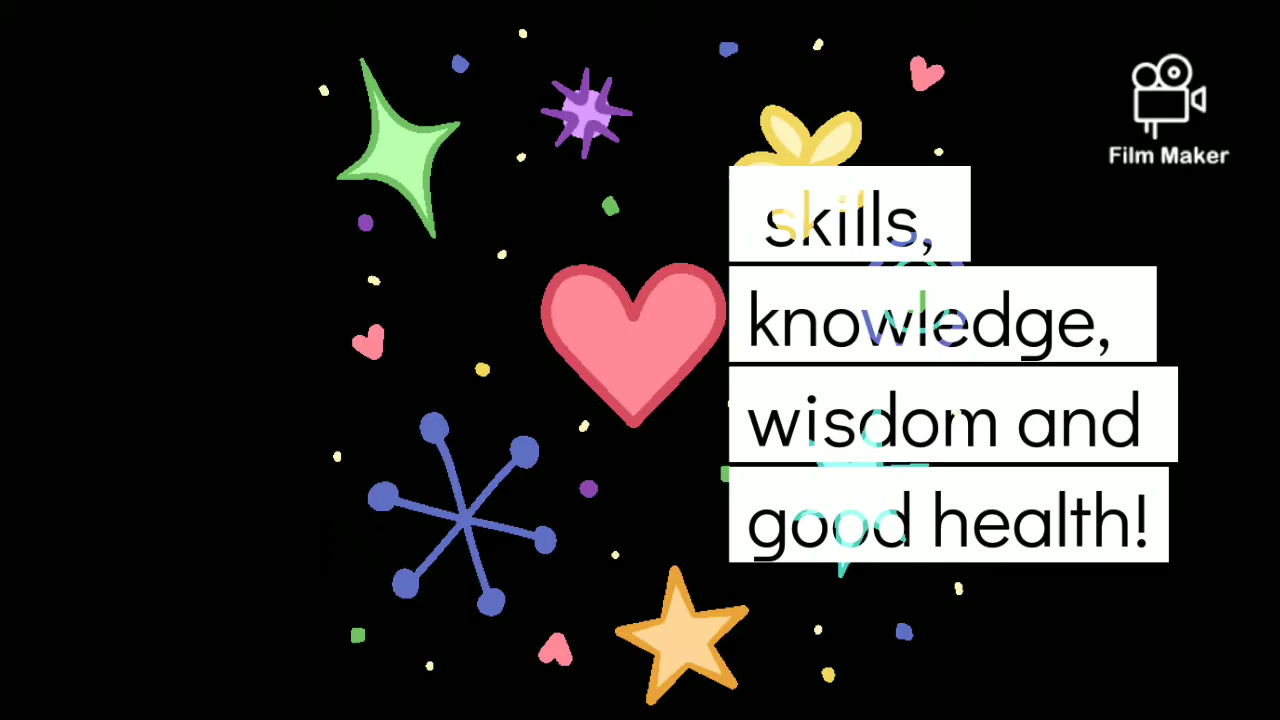 Film Maker
skills,
knowledge,
wisdom and
good health!